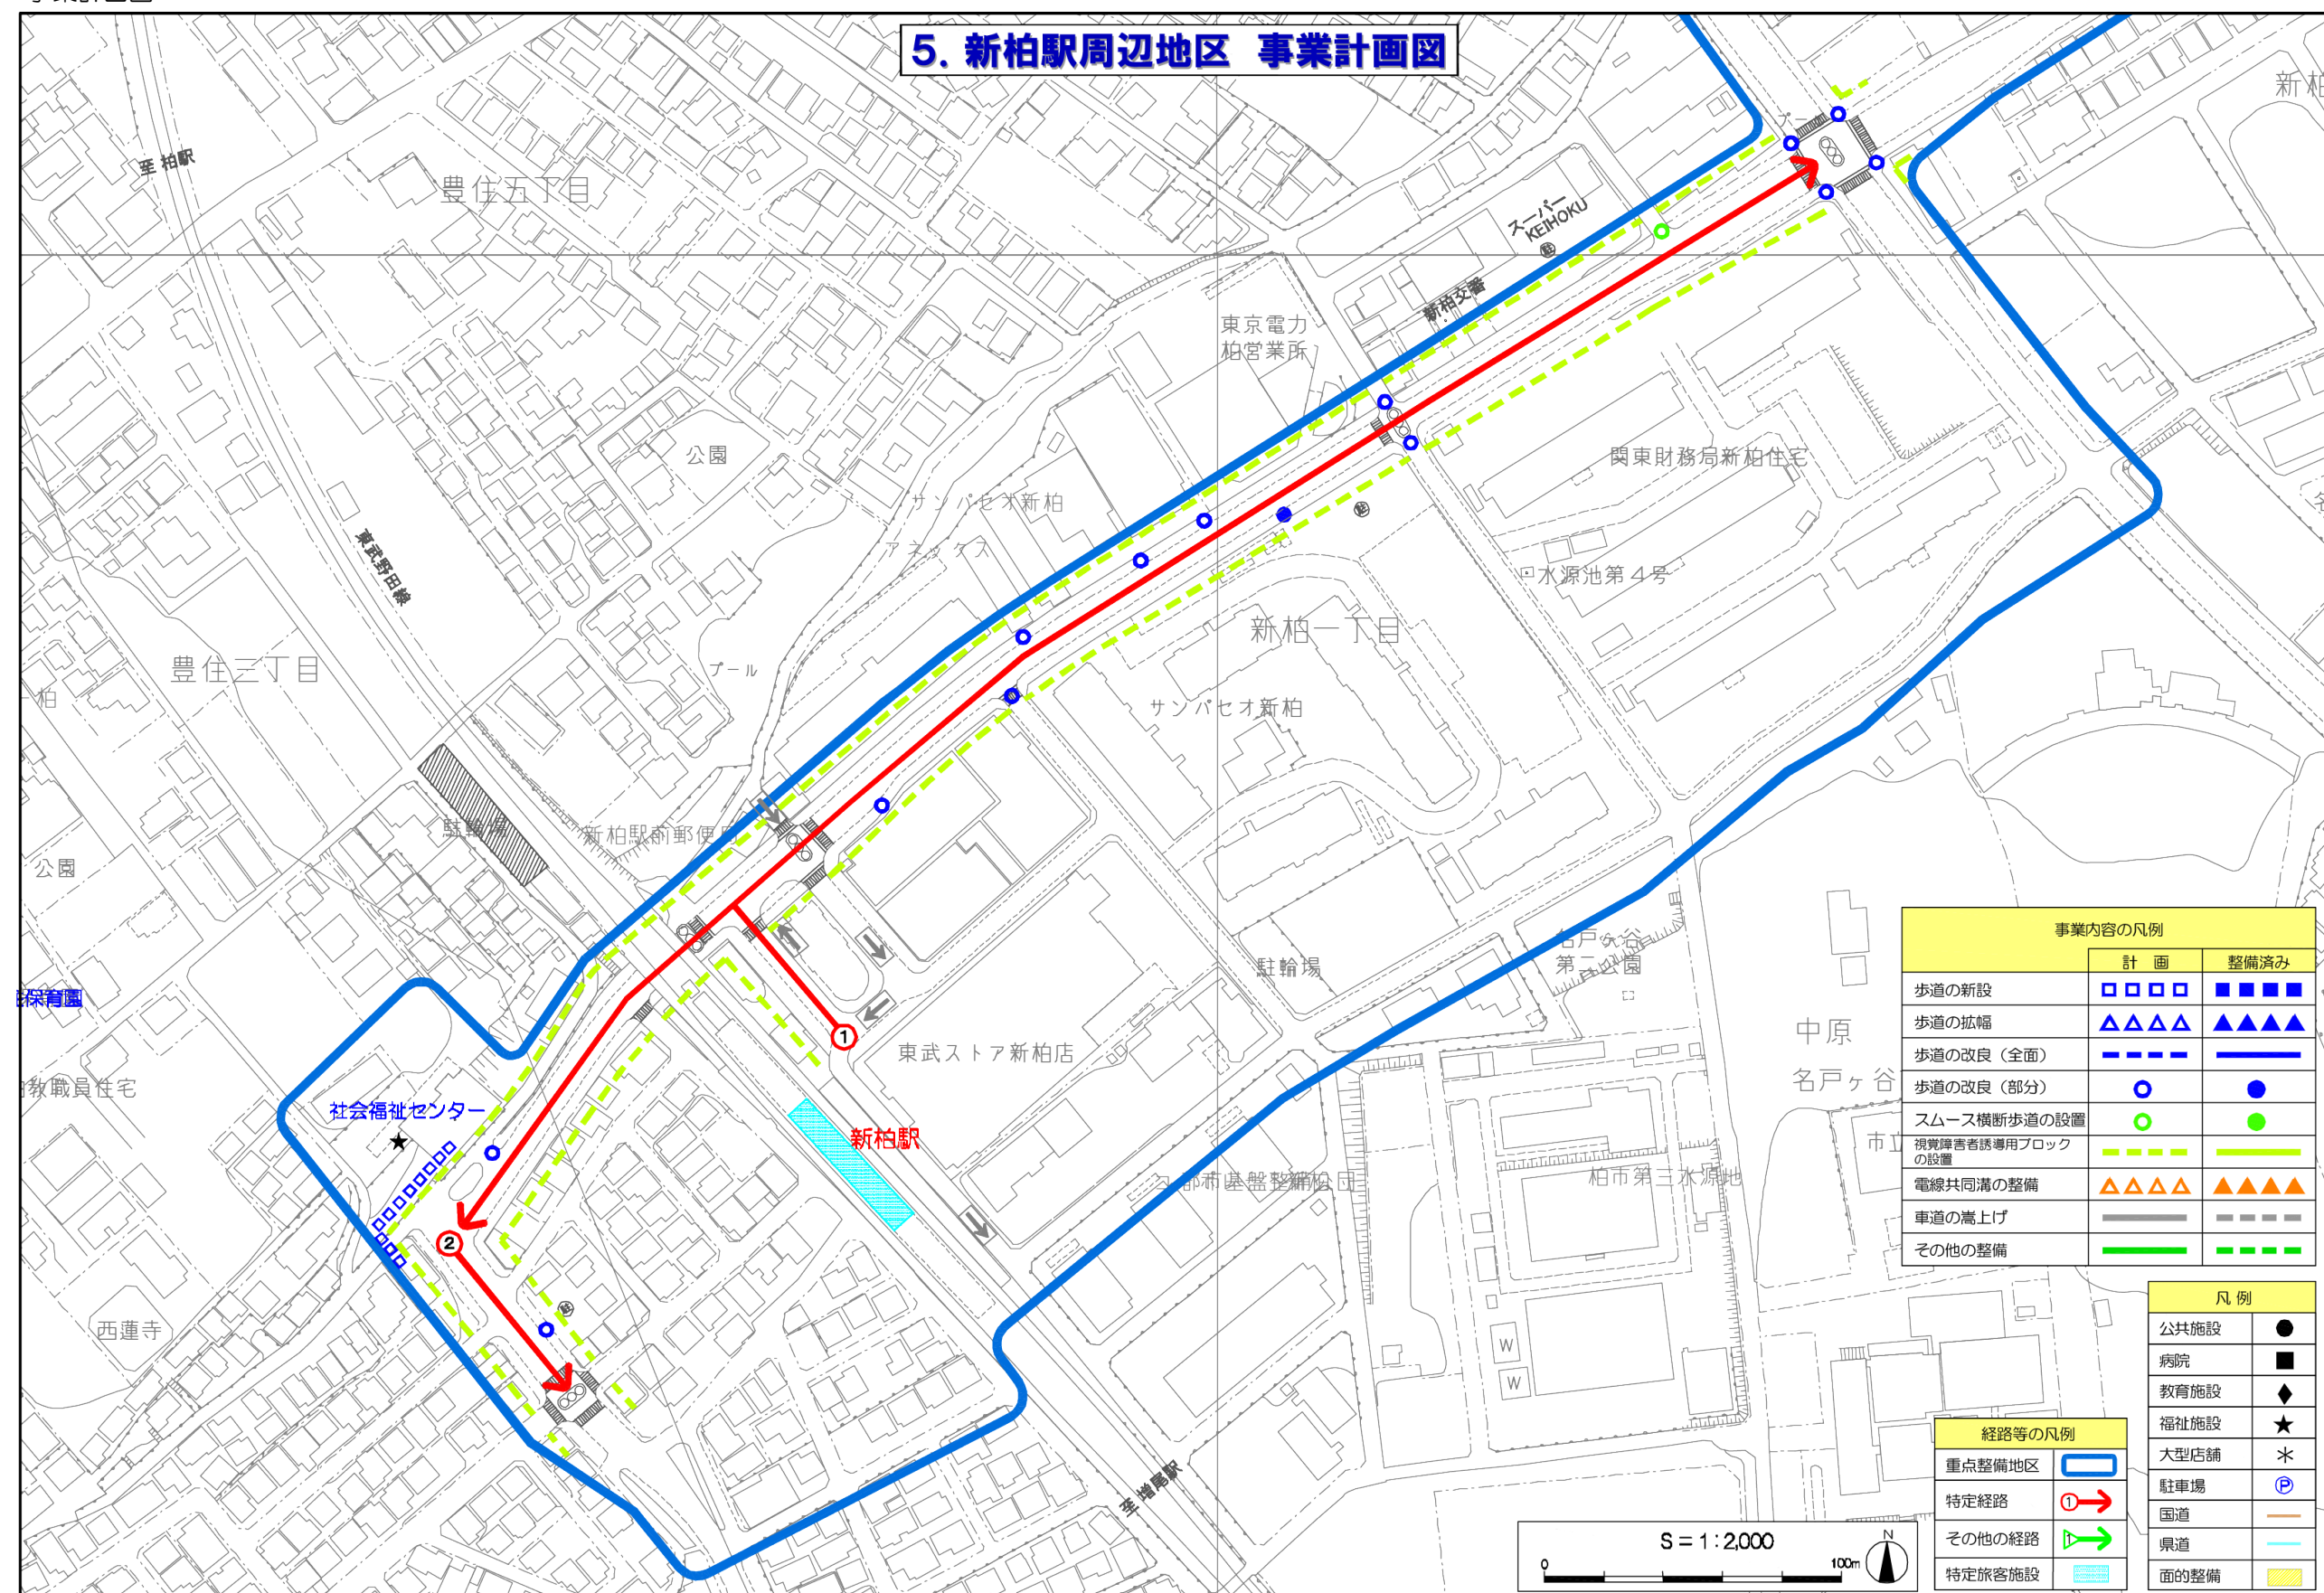 5. 新柏駅周辺地区 事業計画図
新柏
至 柏駅
豊住五丁目
スーパー
KEIHOKU
新柏交番
東京電力
柏営業所
公園
サンパセオ新柏
アネックス
関東財務局新柏住宅
水源池第4号
東武野田線
新柏一丁目
豊住三丁目
プール
サンパセオ新柏
駐輪場
新柏駅前郵便局
公園
名戸ヶ谷
第二公園
駐輪場
保育園
①
東武ストア新柏店
中原
名戸ヶ谷
教職員住宅
社会福祉センター
新柏駅
市立
柏市第三水源地
②
西蓮寺
W
W
至 増尾駅
事業内容の凡例
計 画 整備済み
歩道の新設
歩道の拡幅
歩道の改良(全面)
歩道の改良(部分)
スムース横断歩道の設置
視覚障害者誘導用ブロック
の設置
電線共同溝の整備
車道の嵩上げ
その他の整備
凡 例
公共施設
病院
教育施設
福祉施設
大型店舗
駐車場 Ⓟ
国道
県道
面的整備
経路等の凡例
重点整備地区
特定経路 ①
その他の経路 1
特定旅客施設
S = 1 : 2,000
0 100m
N